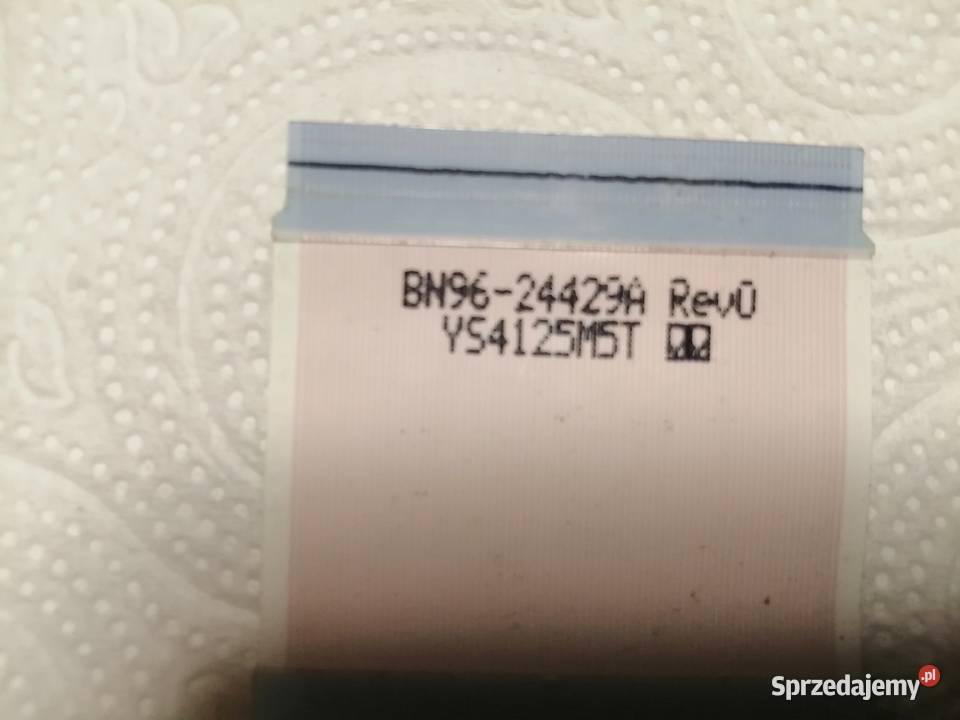 BN96-24429A Rev0
YS4125M5T
Sprzedajemy.pl